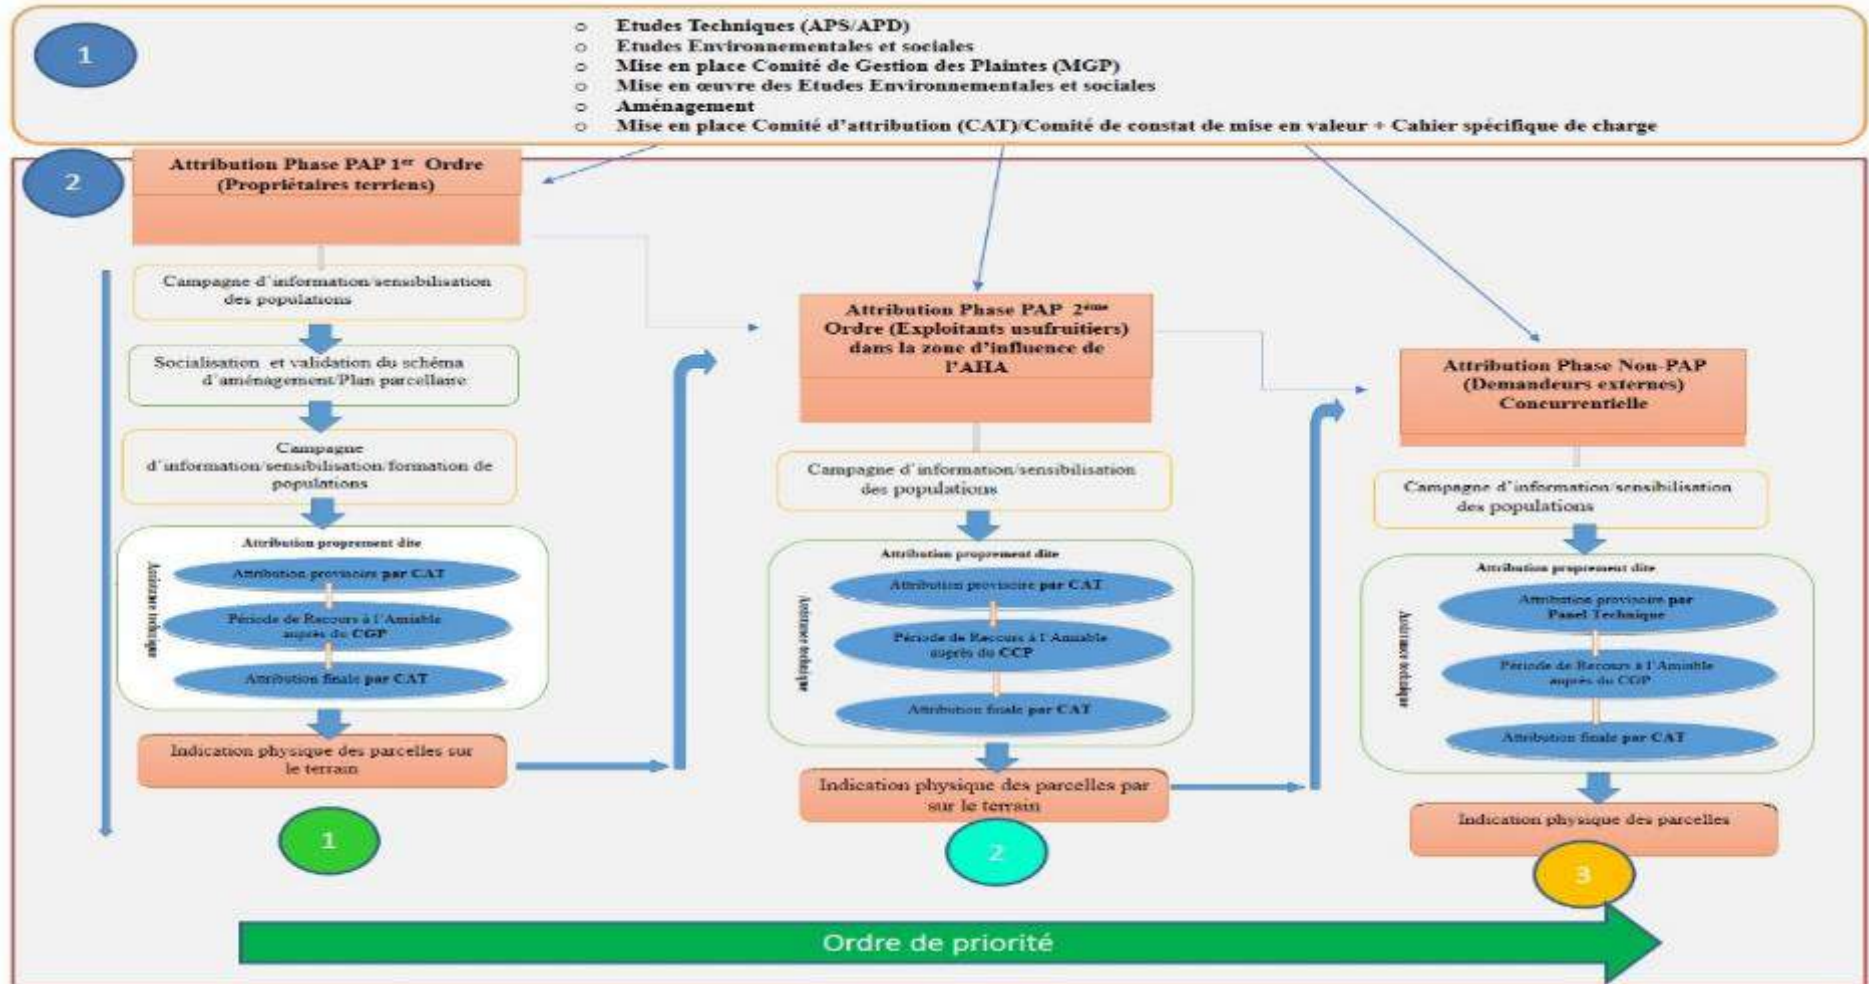 1
o Etudes Techniques (APS/APD)
o Etudes Environnementales et sociales
o Mise en place Comité de Gestion des Plaintes (MGP)
o Mise en œuvre des Etudes Environnementales et sociales
o Aménagement
o Mise en place Comité d'attribution (CAT)/Comité de constat de mise en valeur + Cahier spécifique de charge
2
Attribution Phase PAP 1er Ordre
(Propriétaires terriens)
Campagne d'information/sensibilisation
des populations
Socialisation et validation du schéma
d'aménagement/Plan parcellaire
Campagne
d'information/sensibilisation/formation de
populations
Attribution proprement dite
Assistance technique
Attribution provisoire par CAT
Période de Recours à l'Amiable
auprès du CGP
Attribution finale par CAT
Indication physique des parcelles sur
le terrain
1
Attribution Phase PAP 2ème
Ordre (Exploitants usufruitiers)
dans la zone d'influence de
l'AHA
Campagne d'information/sensibilisation
des populations
Attribution proprement dite
Assistance technique
Attribution provisoire par CAT
Période de Recours à l'Amiable
auprès du CCP
Attribution finale par CAT
Indication physique des parcelles par
sur le terrain
2
Attribution Phase Non-PAP
(Demandeurs externes)
Concurrentielle
Campagne d'information/sensibilisation
des populations
Attribution proprement dite
Assistance technique
Attribution provisoire par
Panel Technique
Période de Recours à l'Amiable
auprès du CGP
Attribution finale par CAT
Indication physique des parcelles
3
Ordre de priorité